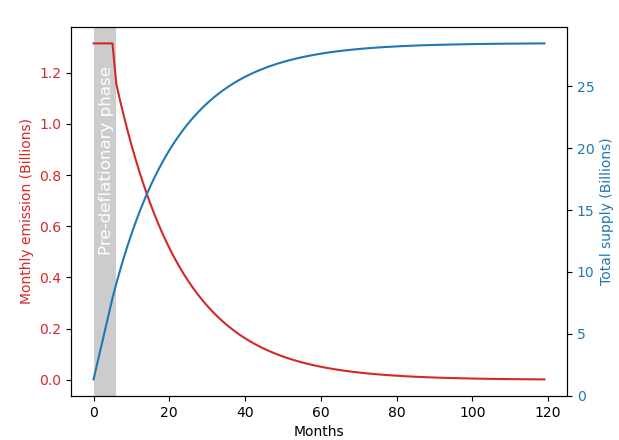 Monthly emission (Billions)
1.2
1.0
0.8
0.6
0.4
0.2
0.0
Pre-deflationary phase
25
20
15
10
5
0
Total supply (Billions)
0 20 40 60 80 100 120
Months